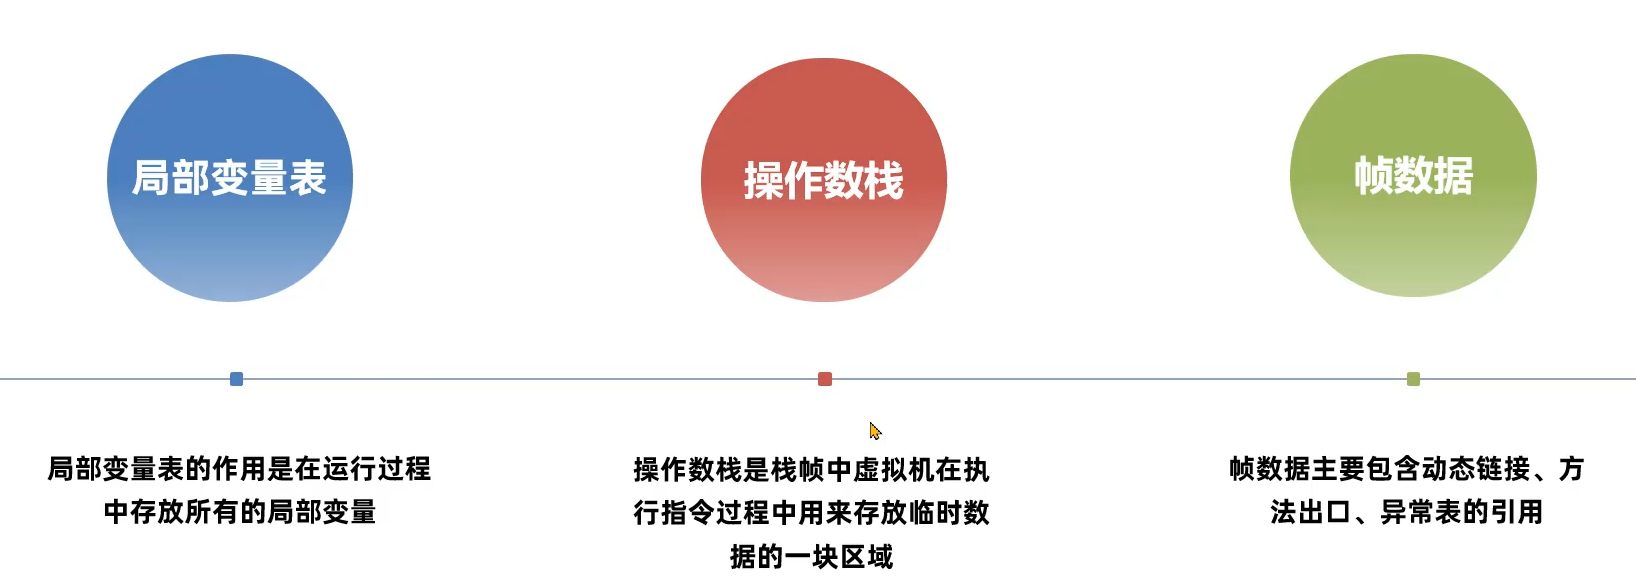 局部变量表
操作数栈
帧数据
局部变量表的作用是在运行过程
中存放所有的局部变量
操作数栈是栈帧中虚拟机在执
行指令过程中用来存放临时数
据的一块区域
帧数据主要包含动态链接、方
法出口、异常表的引用